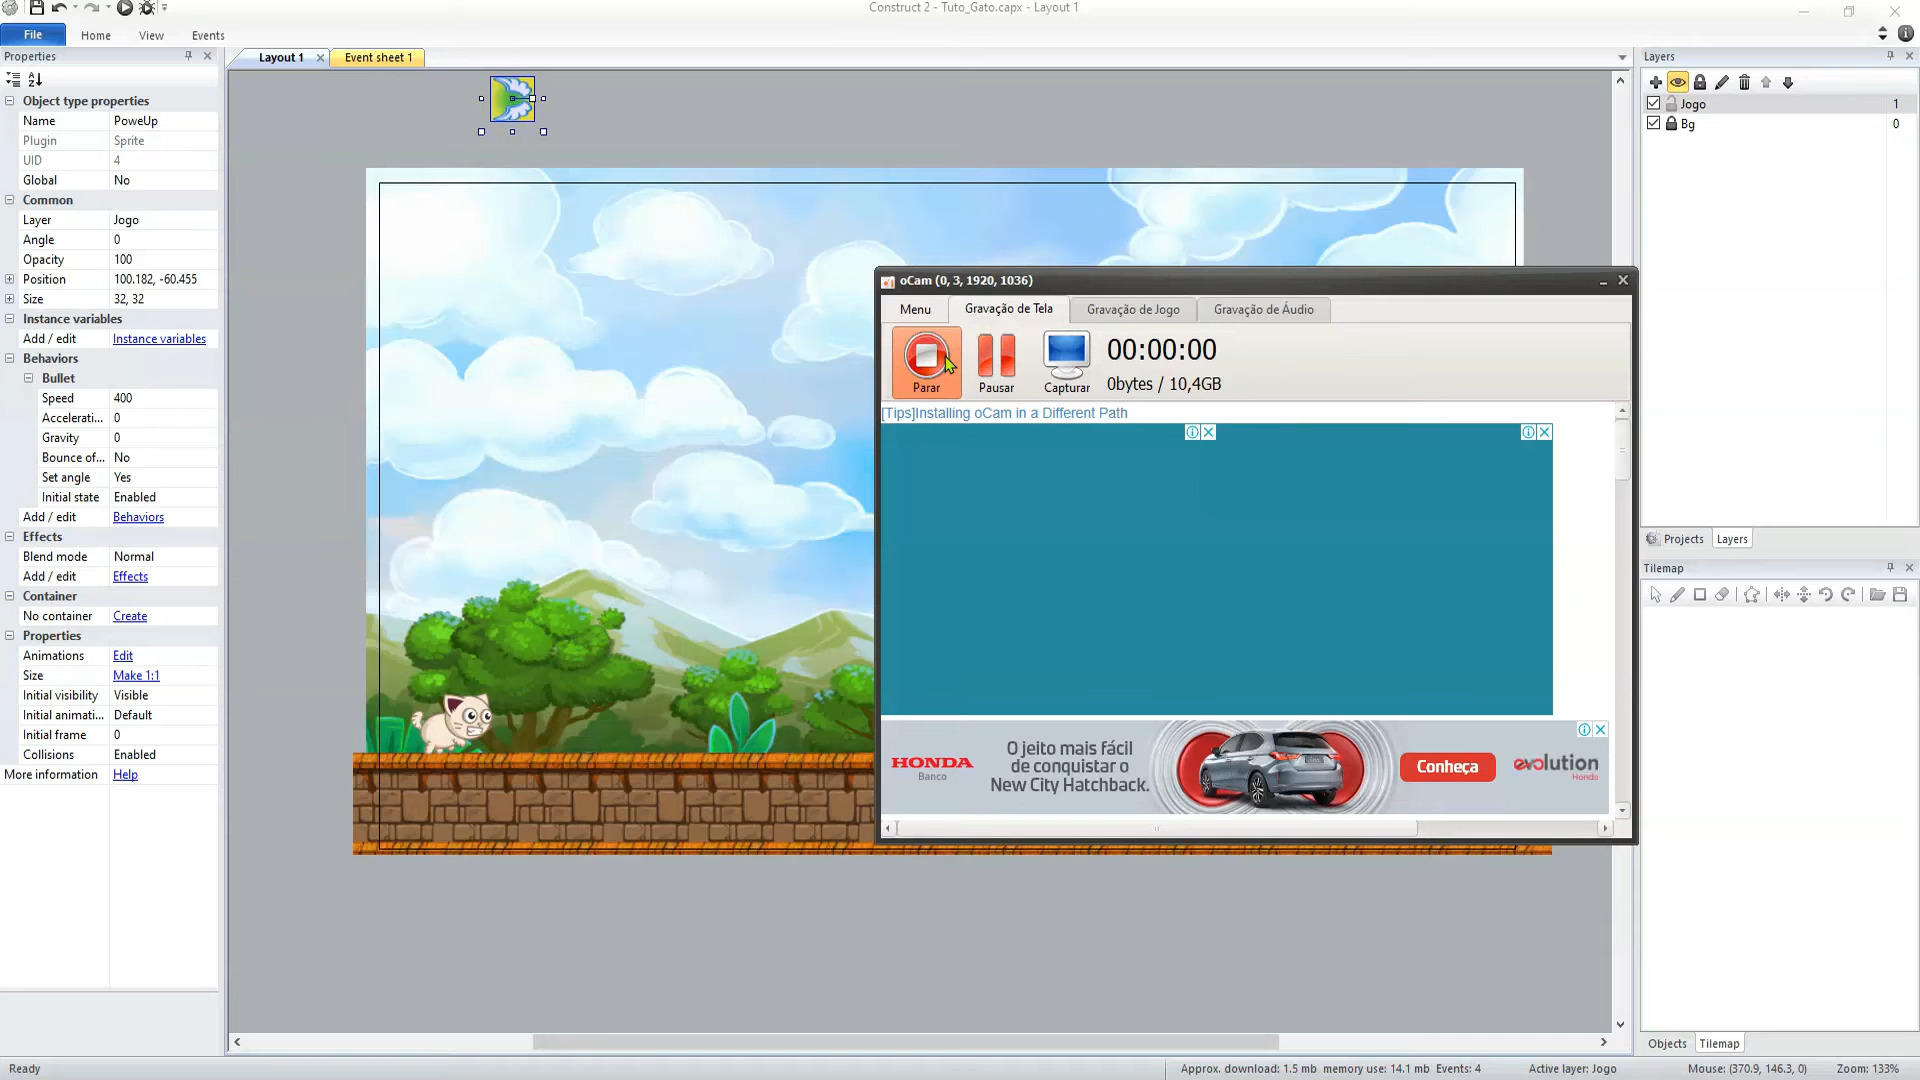 Construct 2 - Tuto_Gato.capx - Layout 1
File
Home
View
Events
Properties
Layout 1
Event sheet 1
Layers
Object type properties
Name PoweUp
Plugin Sprite
UID 4
Global No
Common
Layer Jogo
Angle 0
Opacity 100
Position 100.182, -60.455
Size 32, 32
Instance variables
Add / edit Instance variables
Behaviors
Bullet
Speed 400
Accelerati... 0
Gravity 0
Bounce of... No
Set angle Yes
Initial state Enabled
Add / edit Behaviors
Effects
Blend mode Normal
Add / edit Effects
Container
No container Create
Properties
Animations Edit
Size Make 1:1
Initial visibility Visible
Initial animati... Default
Initial frame 0
Collisions Enabled
More information Help
Jogo 1
Bg 0
oCam (0, 3, 1920, 1036)
Menu
Gravação de Tela
Gravação de Jogo
Gravação de Áudio
Parar
Pausar
Capturar
00:00:00
0bytes / 10,4GB
[Tips]Installing oCam in a Different Path
HONDA
Banco
O jeito mais fácil
de conquistar o
New City Hatchback.
Conheça
evolution
Honda
Projects
Layers
Tilemap
Objects
Tilemap
Ready
Approx. download: 1.5 mb memory use: 14.1 mb Events: 4
Active layer: Jogo
Mouse: (370.9, 146.3, 0)
Zoom: 133%